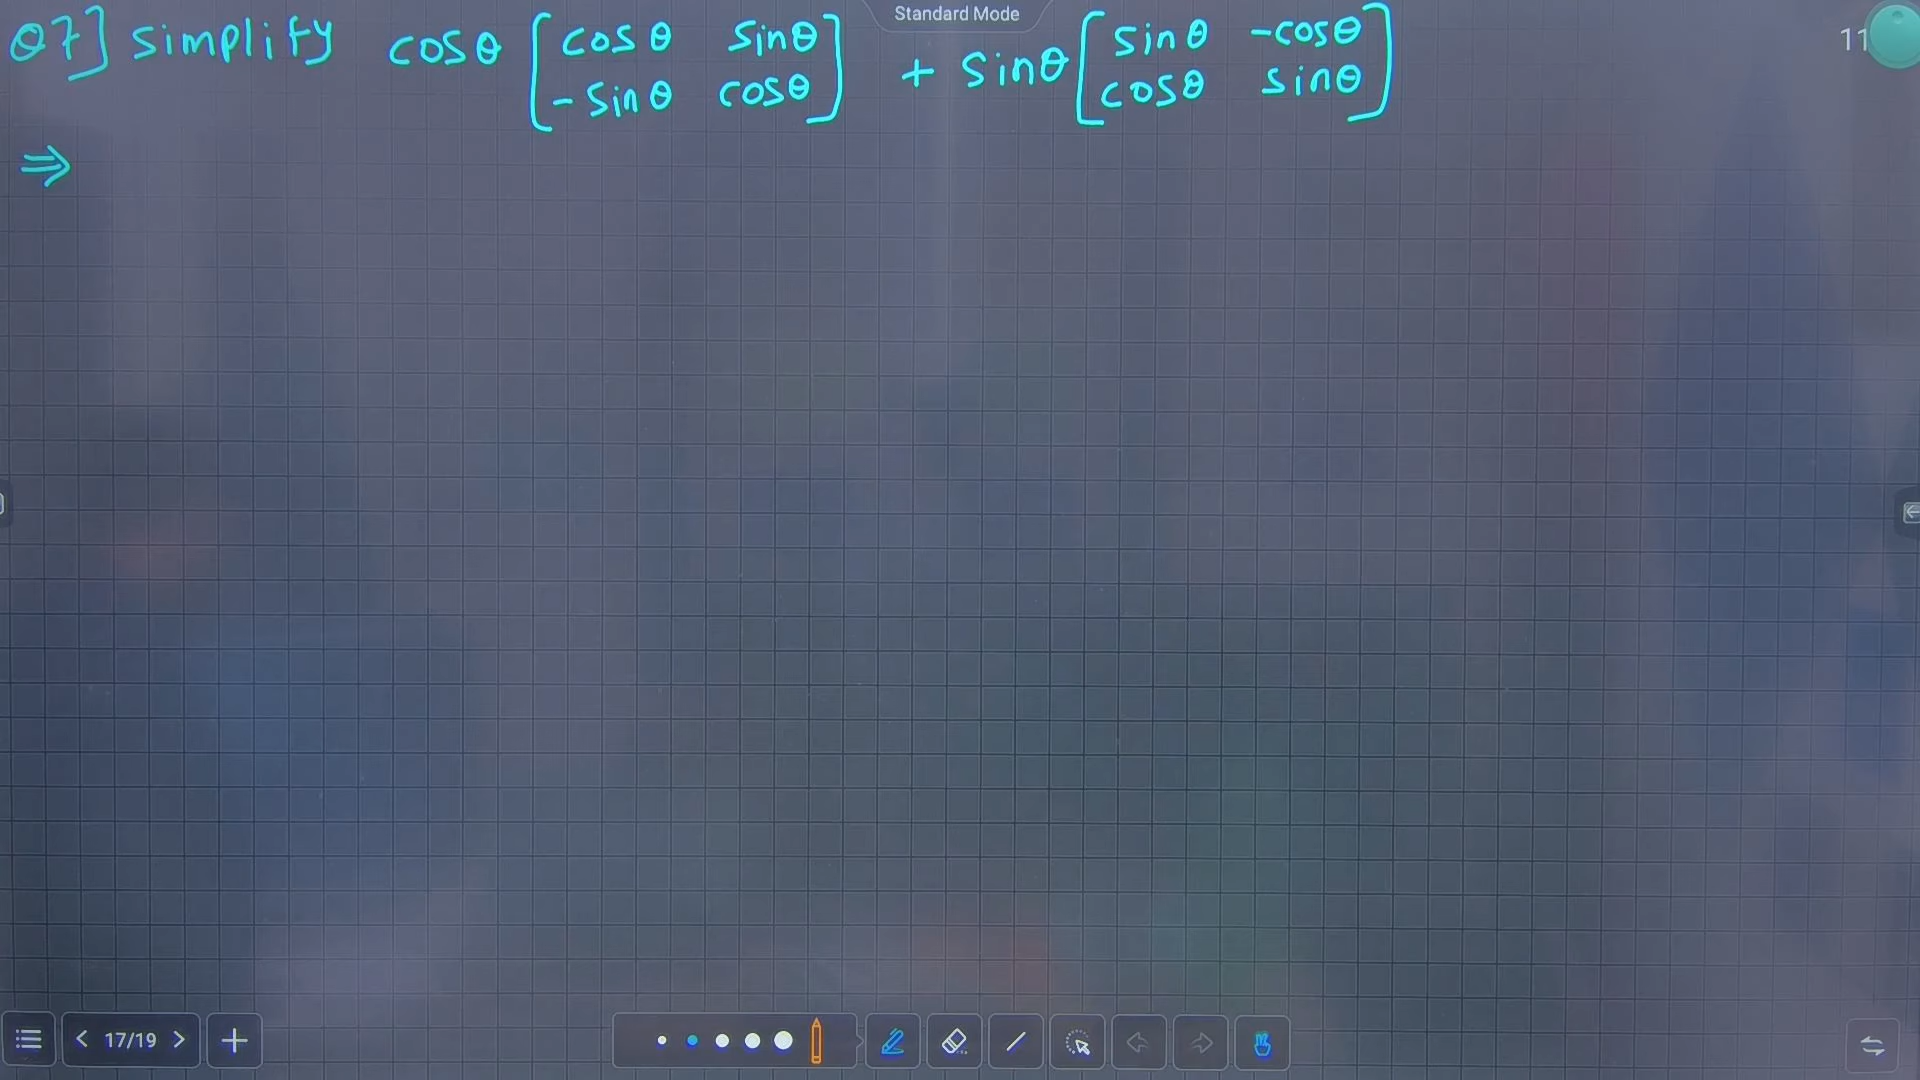 Standard Mode
Q7] Simplify cosθ [cosθ sinθ -sinθ cosθ] + sinθ [sinθ -cosθ cosθ sinθ]
11
⇒
17/19